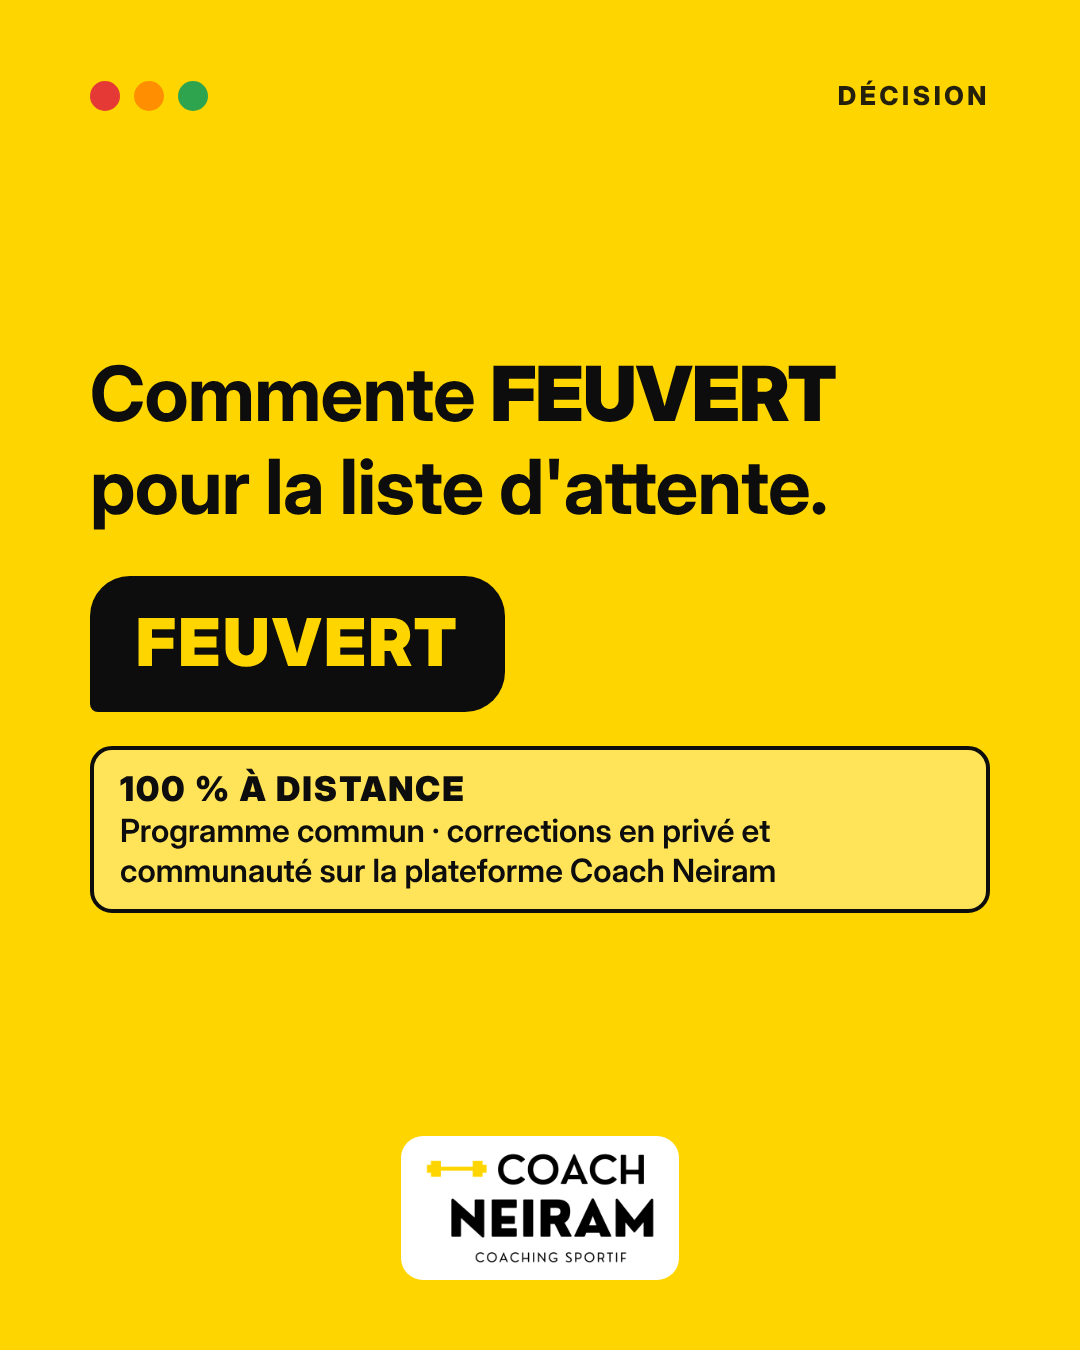 DÉCISION
Commente FEUVERT
pour la liste d'attente.
FEUVERT
100 % À DISTANCE
Programme commun · corrections en privé et
communauté sur la plateforme Coach Neiram
COACH
NEIRAM
COACHING SPORTIF